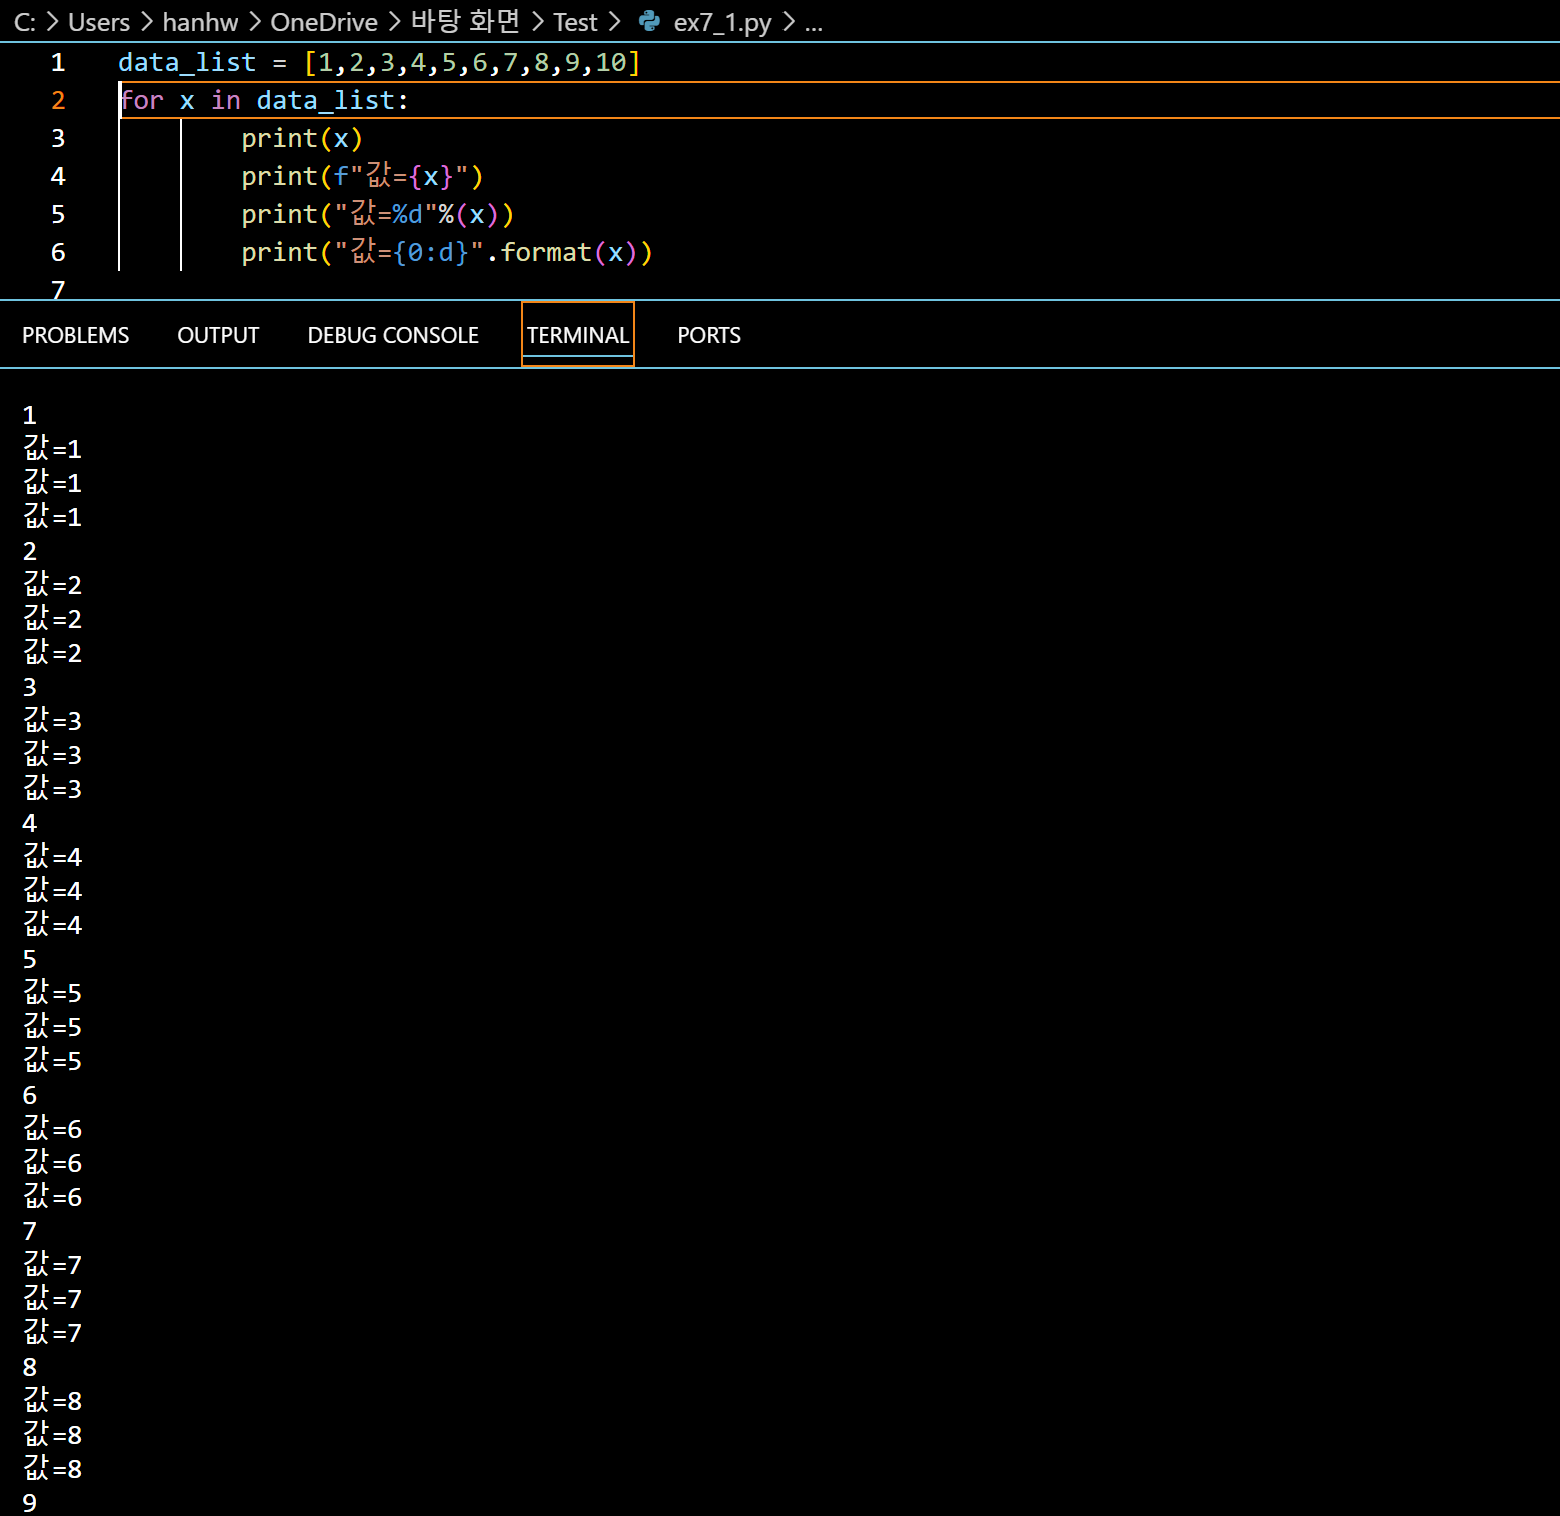 C: > Users > hanhw > OneDrive > 바탕 화면 > Test > ex7_1.py > ...
1 data_list = [1,2,3,4,5,6,7,8,9,10]
2 for x in data_list:
3         print(x)
4         print(f"값={x}")
5         print("값=%d"%(x))
6         print("값={0:d}".format(x))
7
PROBLEMS OUTPUT DEBUG CONSOLE TERMINAL PORTS
1
값=1
값=1
값=1
2
값=2
값=2
값=2
3
값=3
값=3
값=3
4
값=4
값=4
값=4
5
값=5
값=5
값=5
6
값=6
값=6
값=6
7
값=7
값=7
값=7
8
값=8
값=8
값=8
9